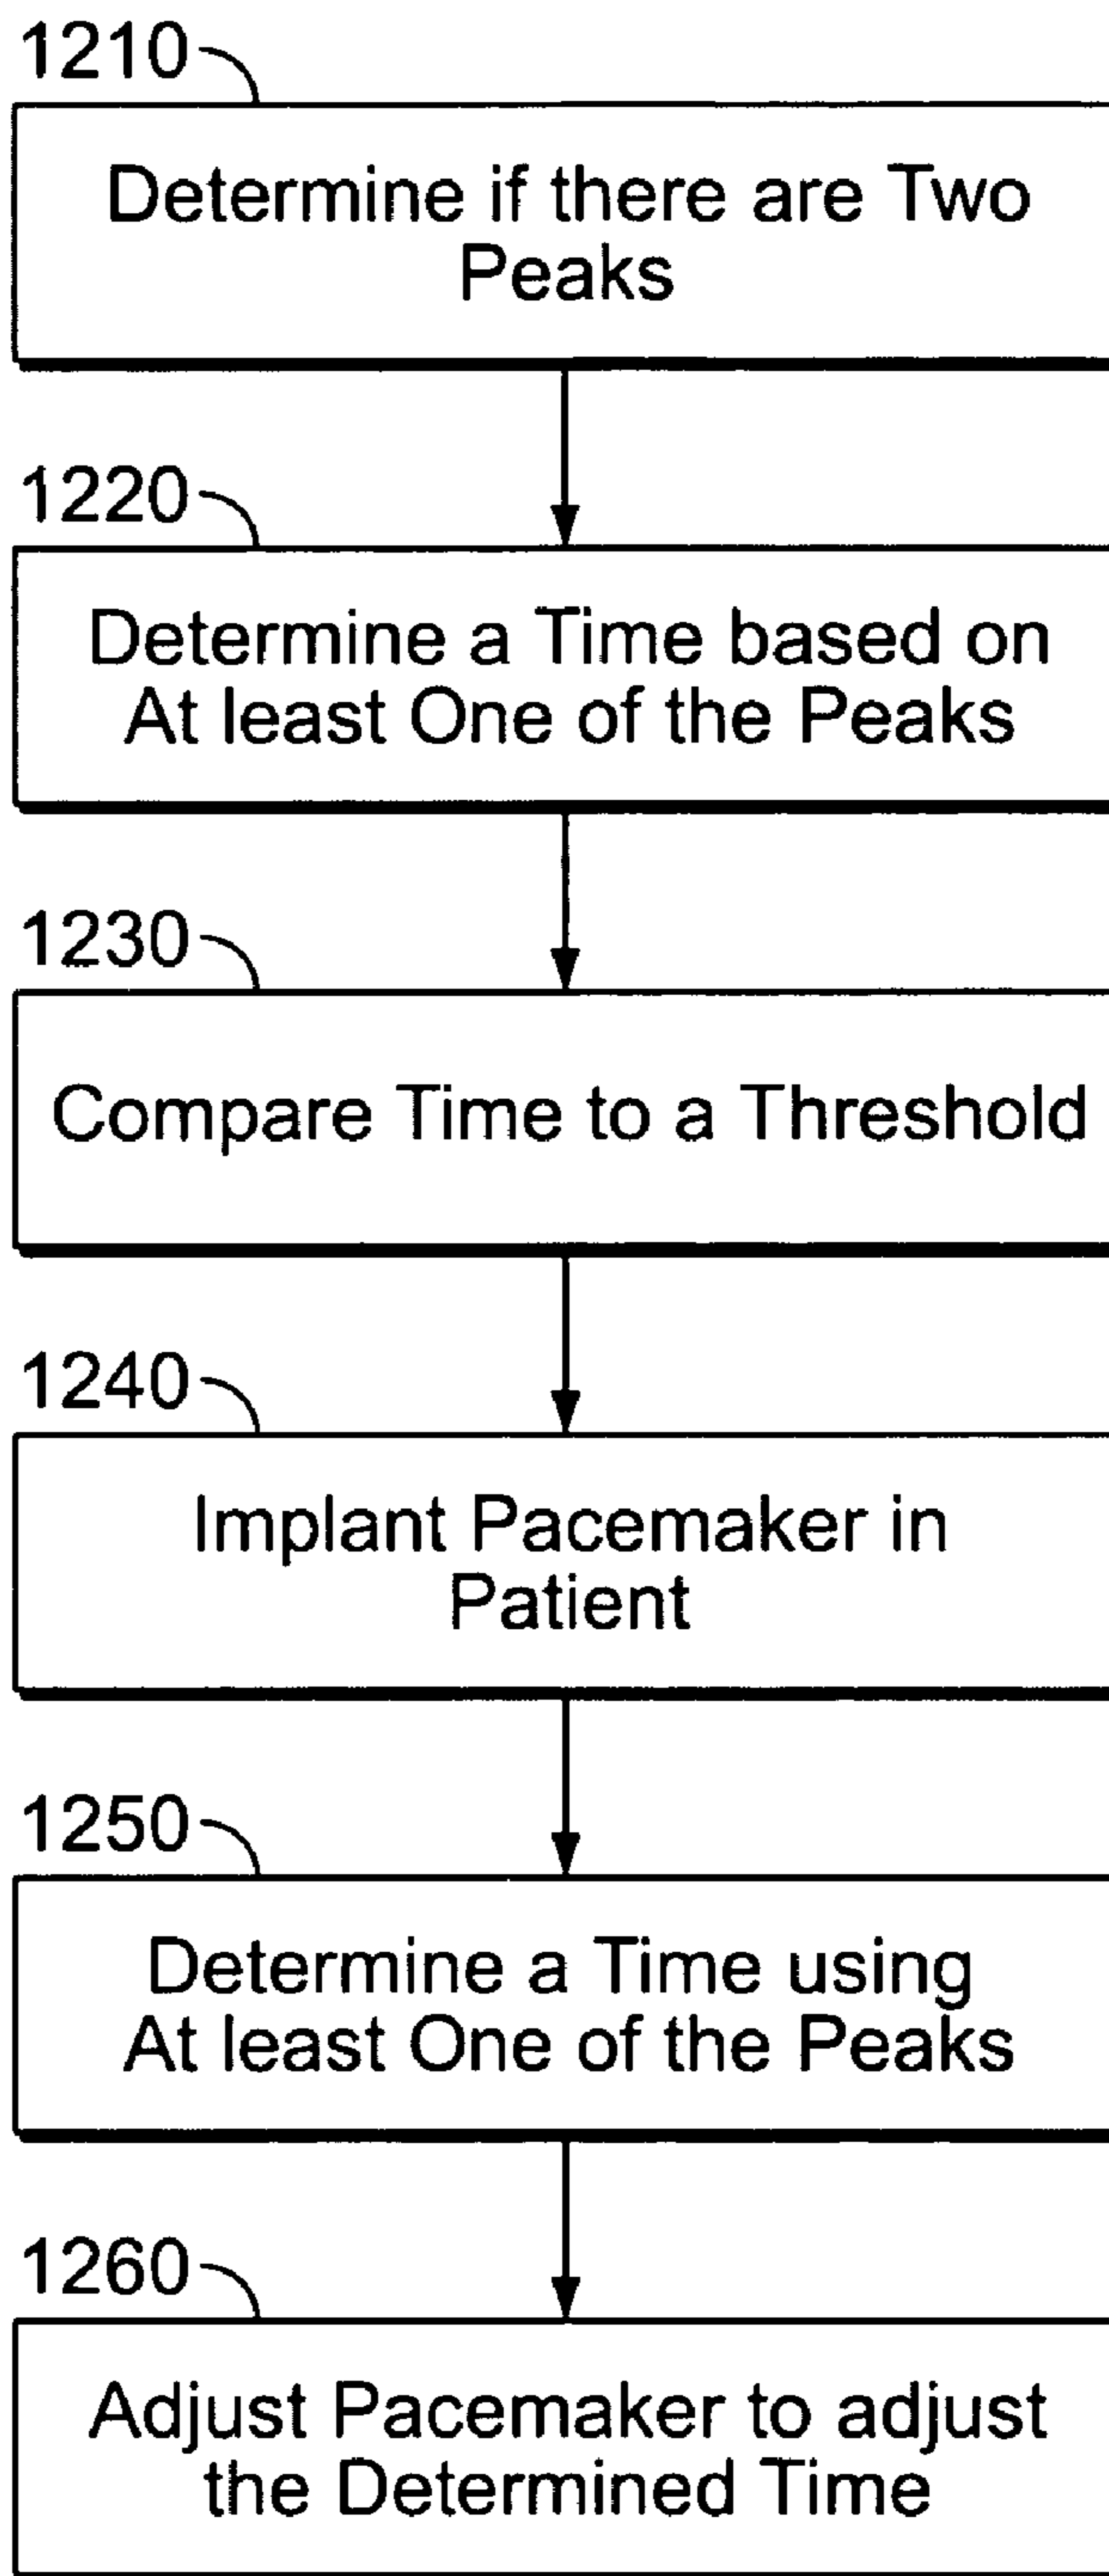 1210
Determine if there are Two
Peaks
1220
Determine a Time based on
At least One of the Peaks
1230
Compare Time to a Threshold
1240
Implant Pacemaker in
Patient
1250
Determine a Time using
At least One of the Peaks
1260
Adjust Pacemaker to adjust
the Determined Time